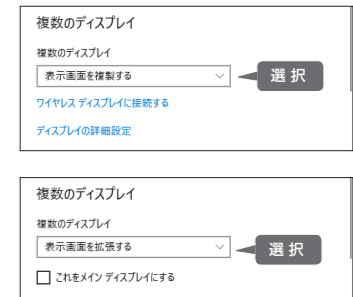 複数のディスプレイ
複数のディスプレイ
表示画面を複製する
選択
ワイヤレス ディスプレイに接続する
ディスプレイの詳細設定
複数のディスプレイ
複数のディスプレイ
表示画面を拡張する
選択
これをメイン ディスプレイにする